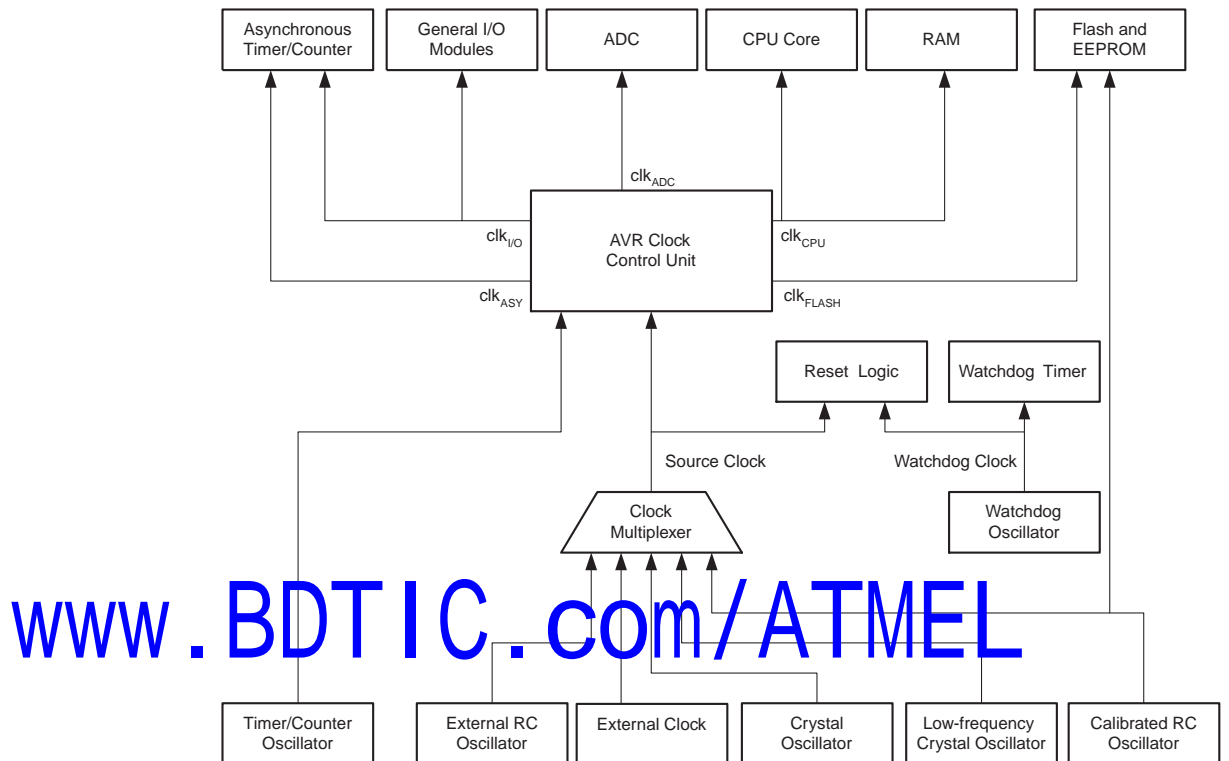 Asynchronous
Timer/Counter
General I/O
Modules
ADC
CPU Core
RAM
Flash and
EEPROM
clkADC
clkI/O
AVR Clock
Control Unit
clkCPU
clkASY
clkFLASH
Reset Logic
Watchdog Timer
Source Clock
Watchdog Clock
Clock
Multiplexer
Watchdog
Oscillator
www.BDTIC.com/ATMEL
Timer/Counter
Oscillator
External RC
Oscillator
External Clock
Crystal
Oscillator
Low-frequency
Crystal Oscillator
Calibrated RC
Oscillator